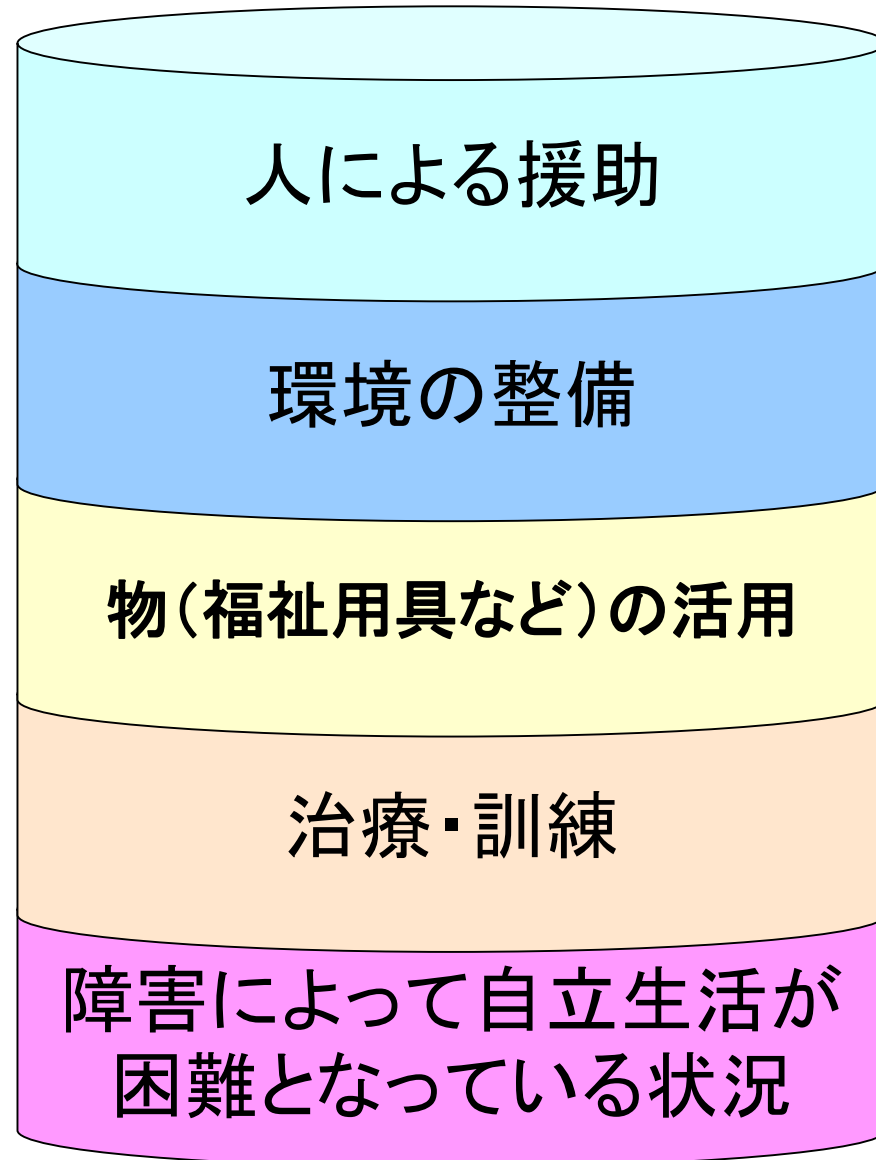 人による援助
環境の整備
物(福祉用具など)の活用
治療・訓練
障害によって自立生活が
困難となっている状況